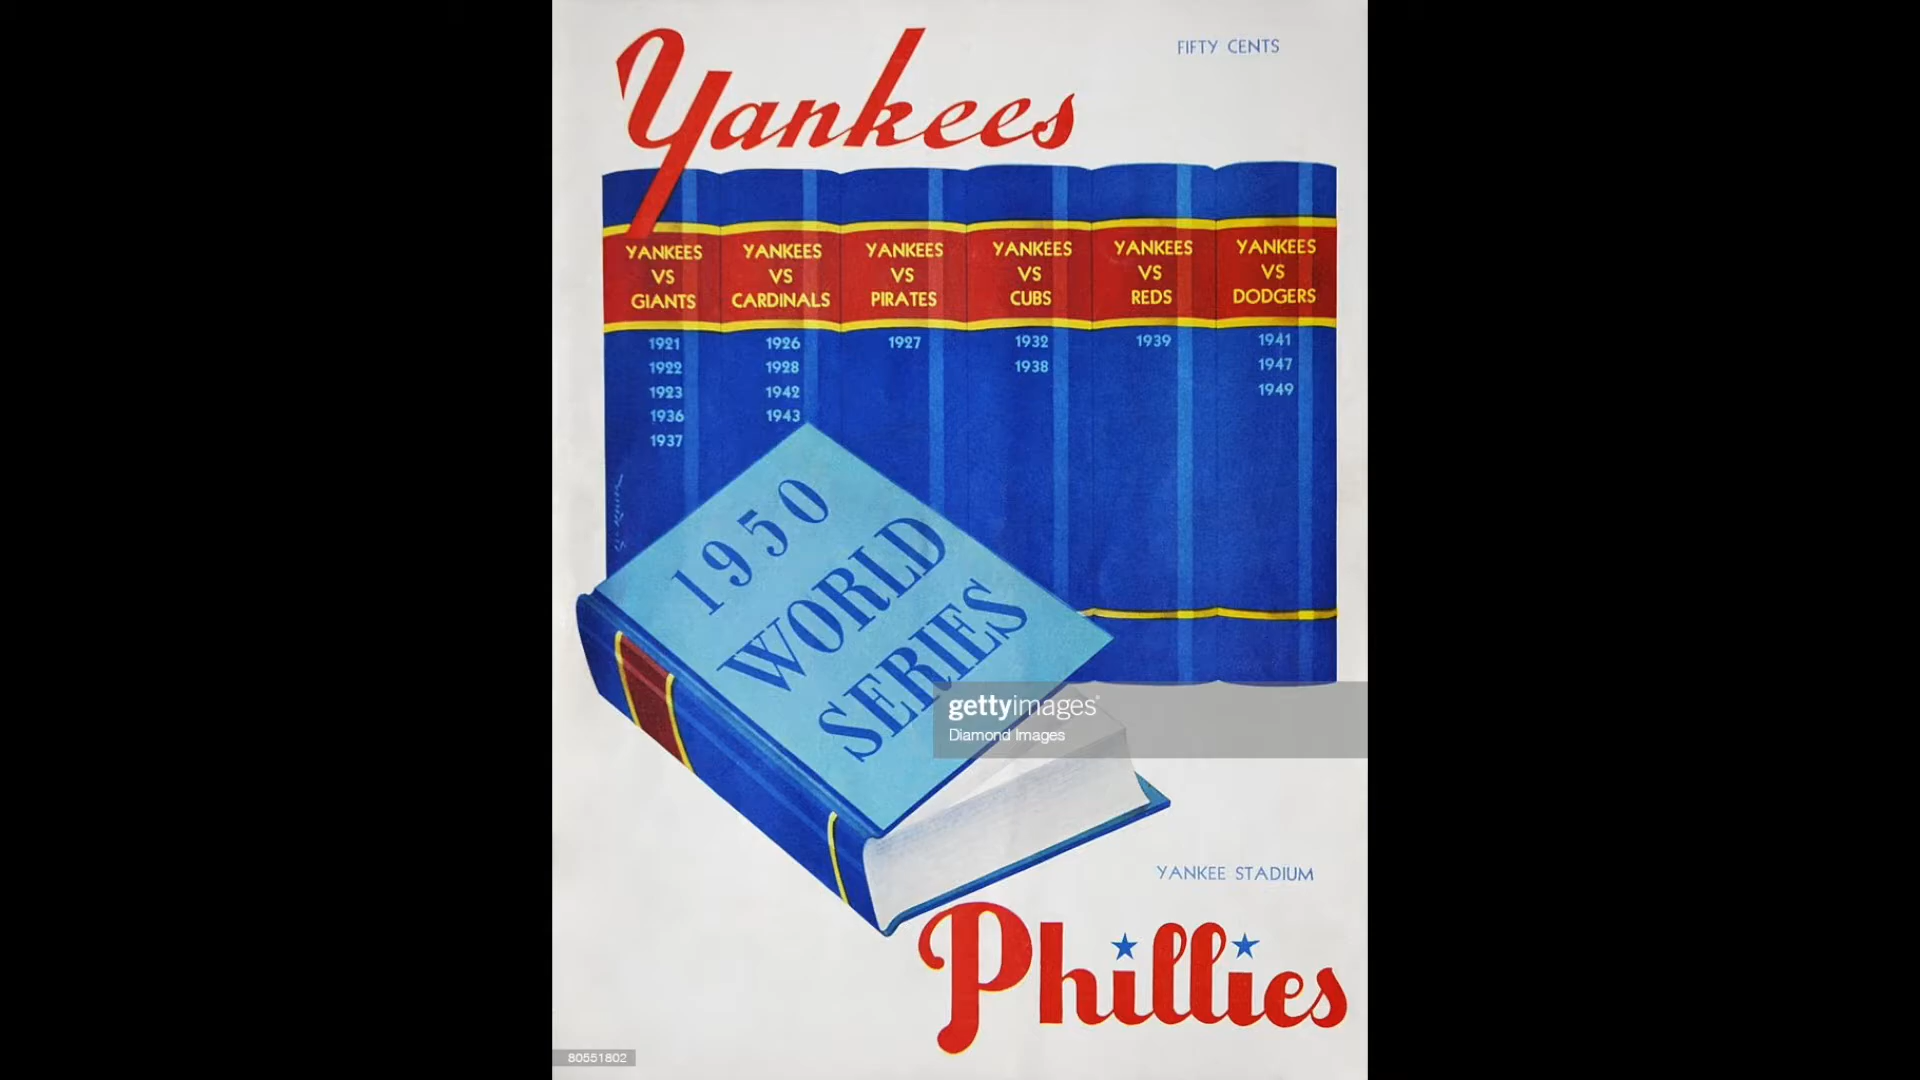 Yankees
FIFTY CENTS
YANKEES
VS
GIANTS
1921
1922
1923
1936
1937
YANKEES
VS
CARDINALS
1926
1928
1942
1943
YANKEES
VS
PIRATES
1927
YANKEES
VS
CUBS
1932
1938
YANKEES
VS
REDS
1939
YANKEES
VS
DODGERS
1941
1947
1949
1950
WORLD
SERIES
gettyimages
Diamond Images
YANKEE STADIUM
Phillies
80551802